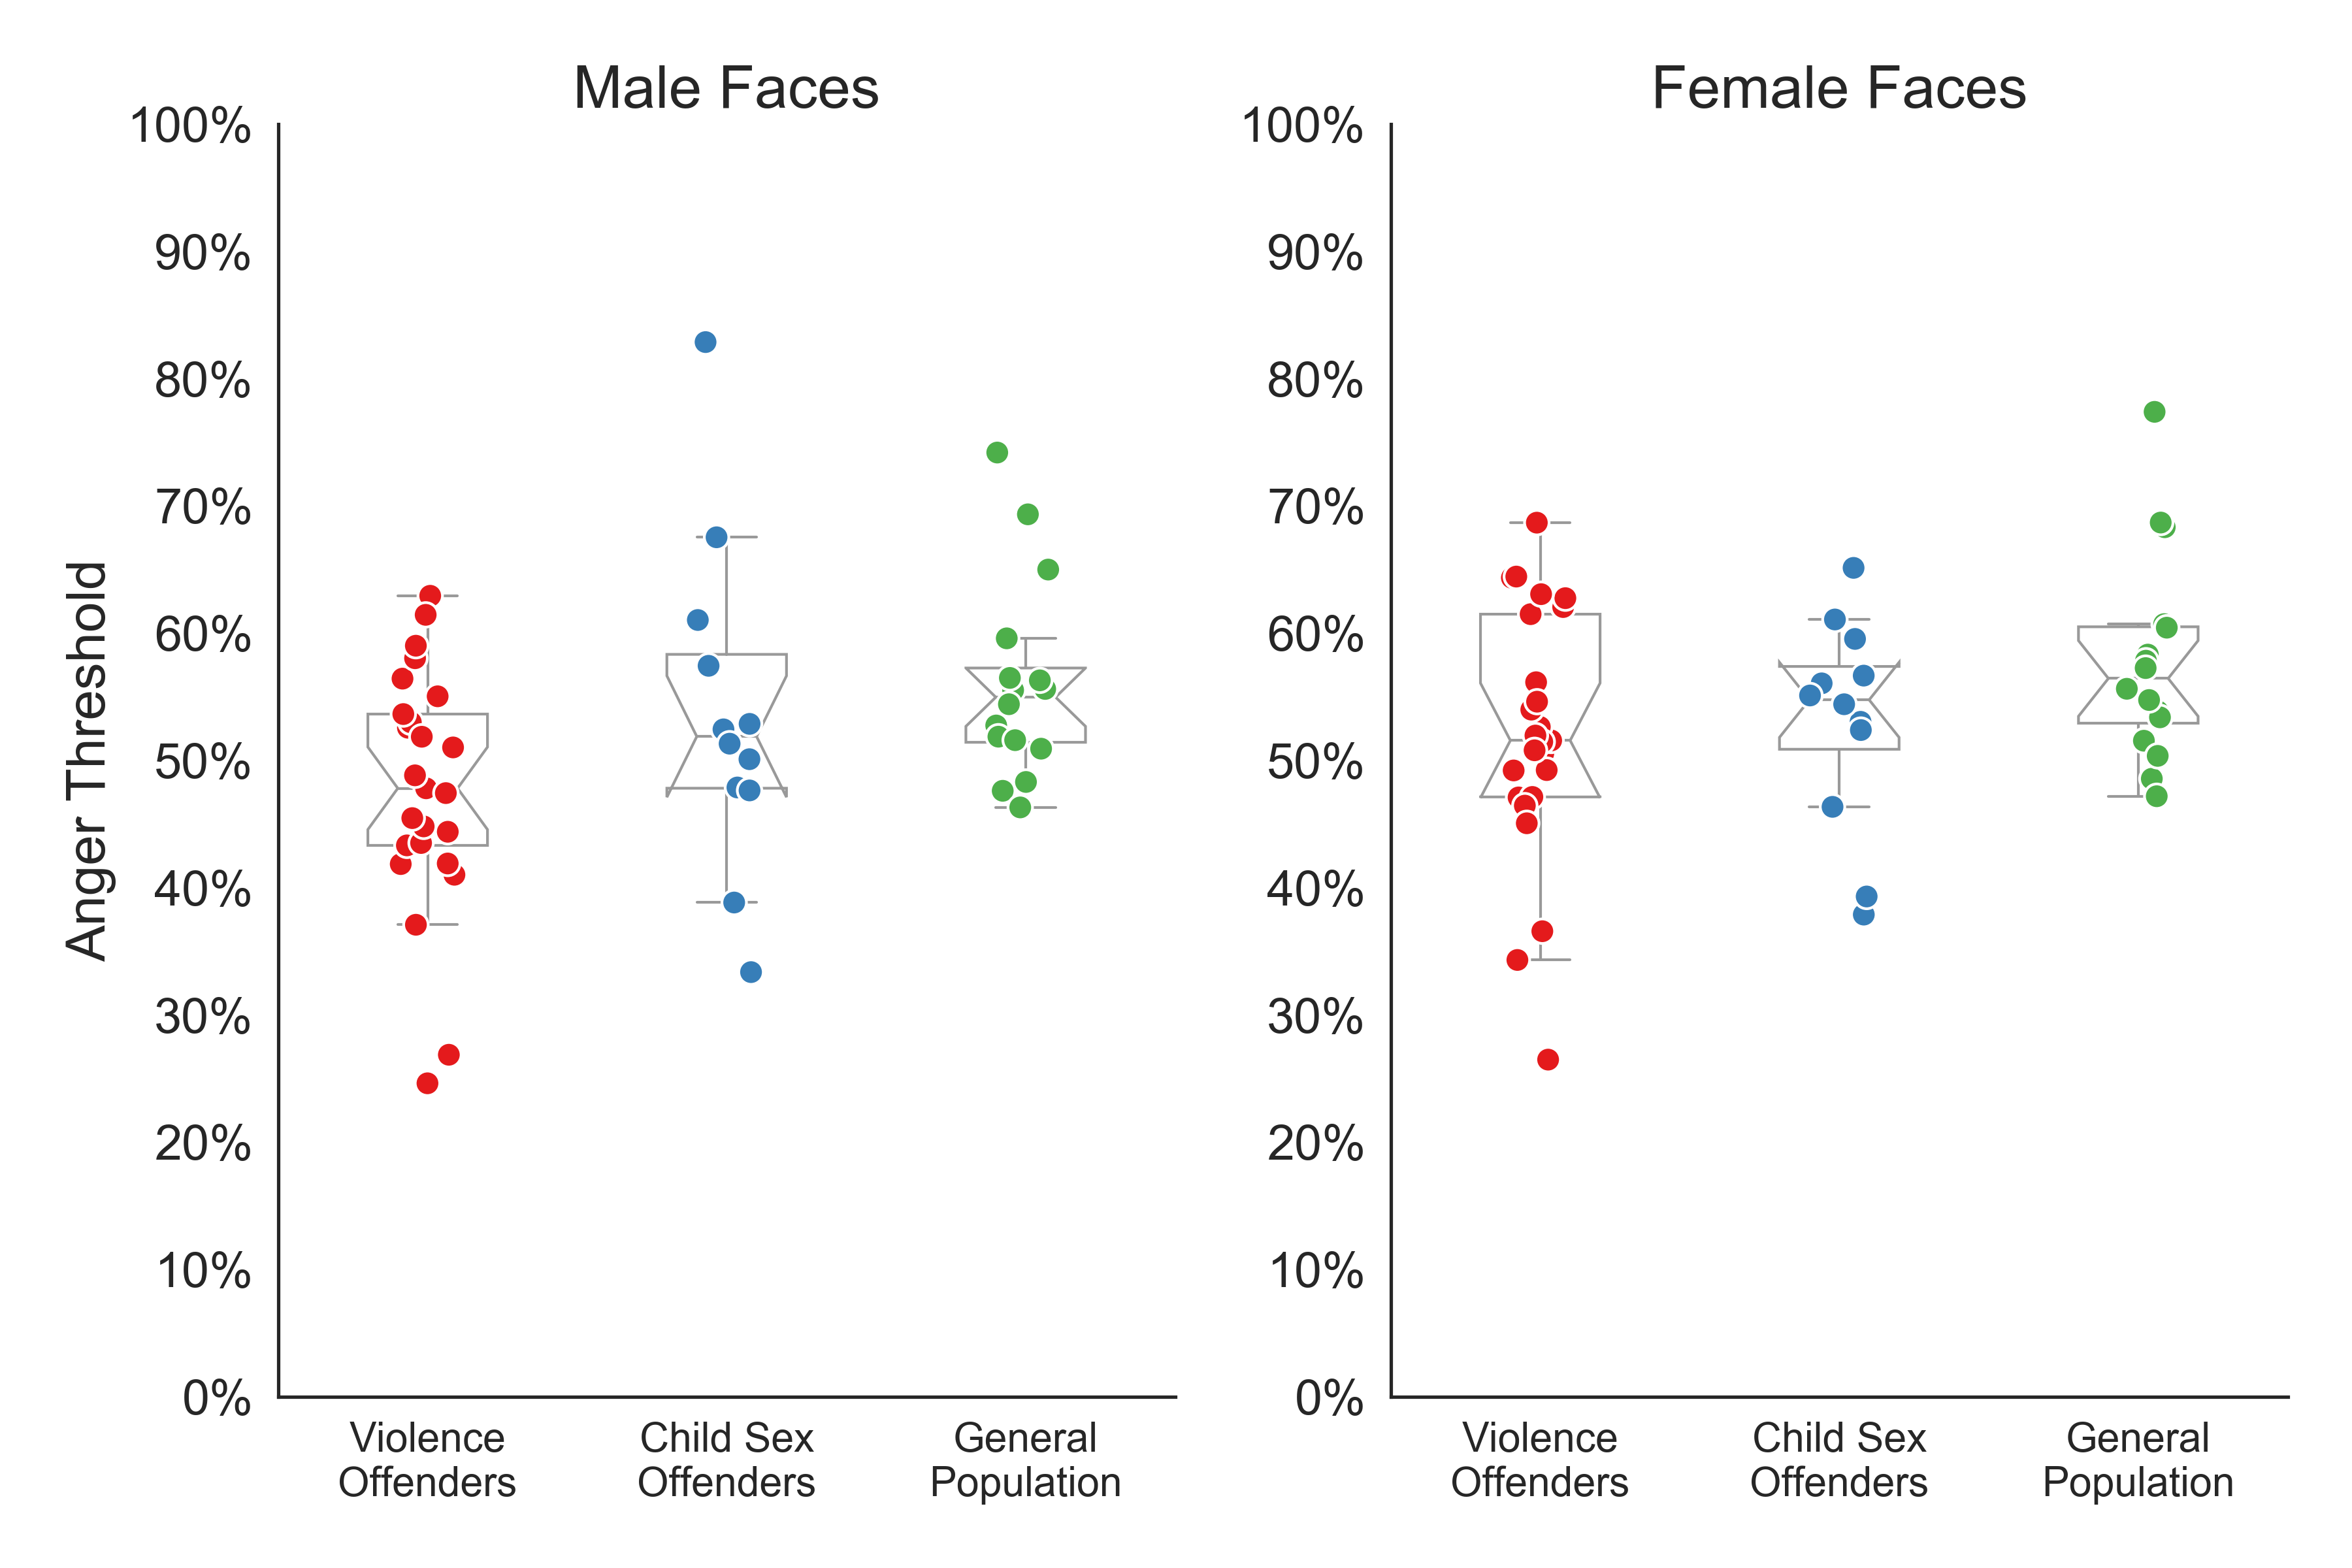 Male Faces
Female Faces
Anger Threshold
100%
90%
80%
70%
60%
50%
40%
30%
20%
10%
0%
Violence
Offenders
Child Sex
Offenders
General
Population
100%
90%
80%
70%
60%
50%
40%
30%
20%
10%
0%
Violence
Offenders
Child Sex
Offenders
General
Population